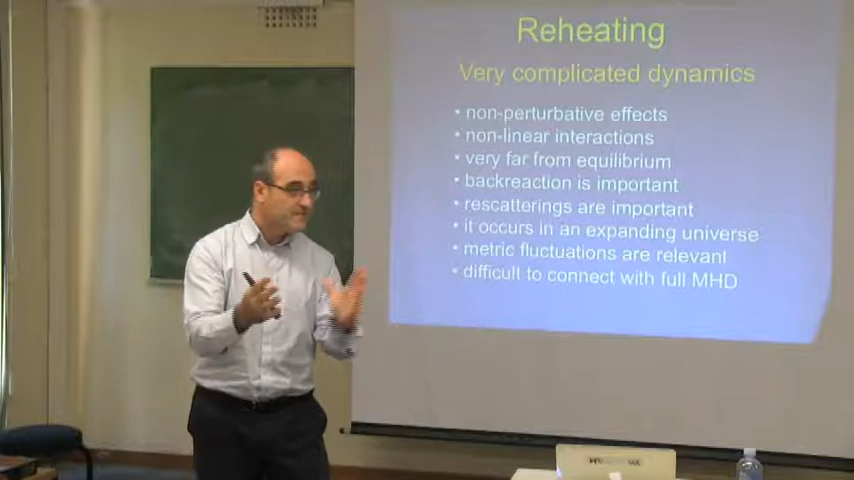 Reheating
Very complicated dynamics
• non-perturbative effects
• non-linear interactions
• very far from equilibrium
• backreaction is important
• rescatterings are important
• it occurs in an expanding universe
• metric fluctuations are relevant
• difficult to connect with full MHD